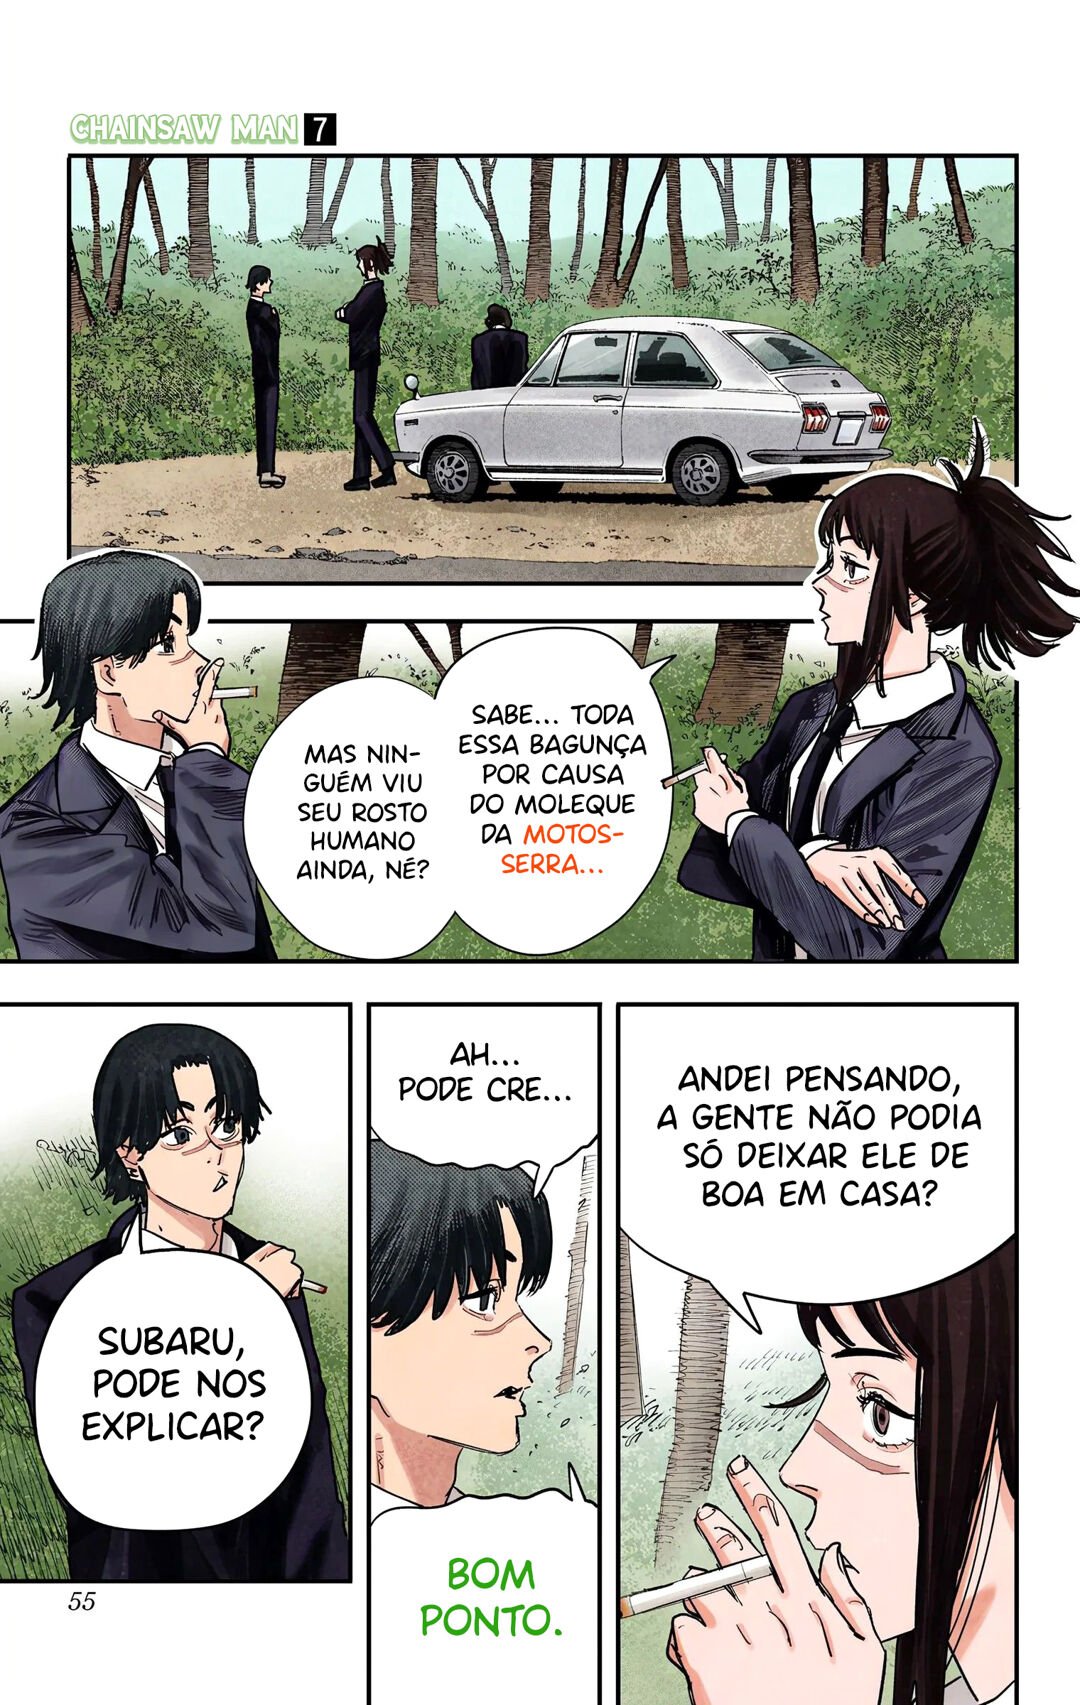 CHAINSAW MAN 7
SABE... TODA
ESSA BAGUNÇA
POR CAUSA
DO MOLEQUE
DA MOTOS-
SERRA...
MAS NIN-
GUÉM VIU
SEU ROSTO
HUMANO
AINDA, NÉ?
ANDEI PENSANDO,
A GENTE NÃO PODIA
SÓ DEIXAR ELE DE
BOA EM CASA?
AH...
PODE CRE...
BOM
PONTO.
SUBARU,
PODE NOS
EXPLICAR?
55